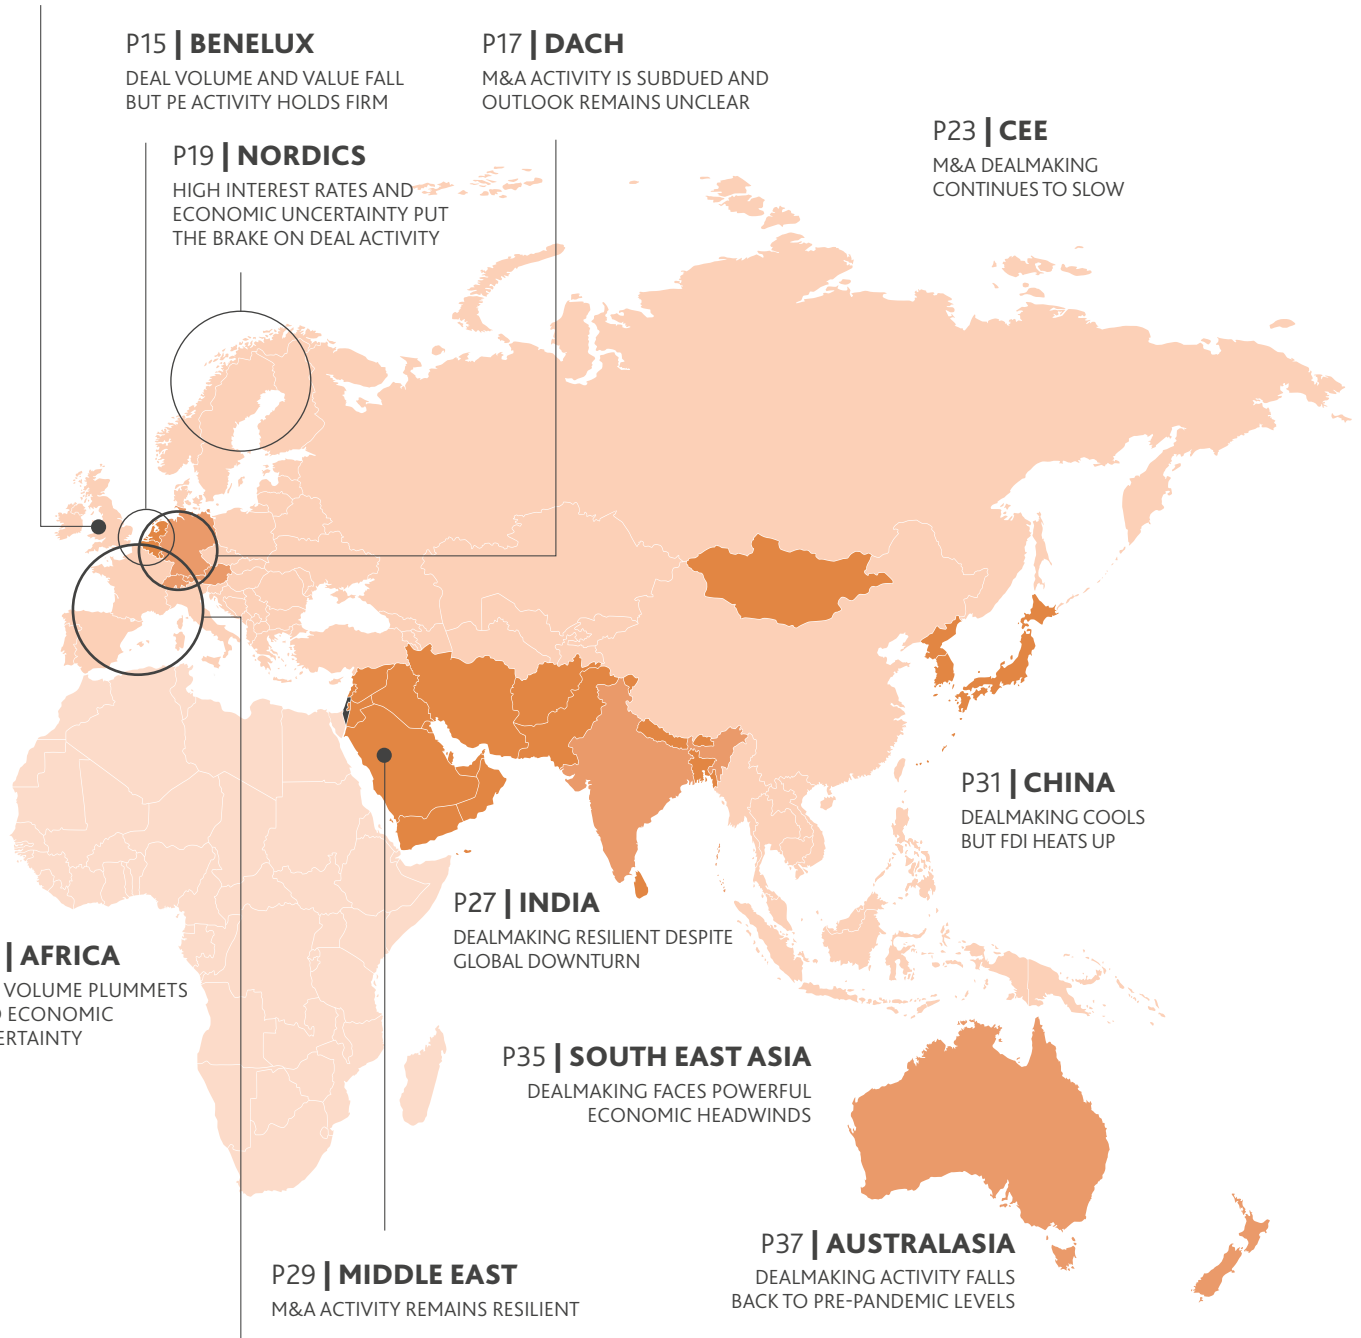 P15 | BENELUX
DEAL VOLUME AND VALUE FALL
BUT PE ACTIVITY HOLDS FIRM
P17 | DACH
M&A ACTIVITY IS SUBDUED AND
OUTLOOK REMAINS UNCLEAR
P19 | NORDICS
HIGH INTEREST RATES AND
ECONOMIC UNCERTAINTY PUT
THE BRAKE ON DEAL ACTIVITY
P23 | CEE
M&A DEALMAKING
CONTINUES TO SLOW
P31 | CHINA
DEALMAKING COOLS
BUT FDI HEATS UP
P27 | INDIA
DEALMAKING RESILIENT DESPITE
GLOBAL DOWNTURN
| AFRICA
VOLUME PLUMMETS
ECONOMIC
ERTAINTY
P35 | SOUTH EAST ASIA
DEALMAKING FACES POWERFUL
ECONOMIC HEADWINDS
P37 | AUSTRALASIA
DEALMAKING ACTIVITY FALLS
BACK TO PRE-PANDEMIC LEVELS
P29 | MIDDLE EAST
M&A ACTIVITY REMAINS RESILIENT